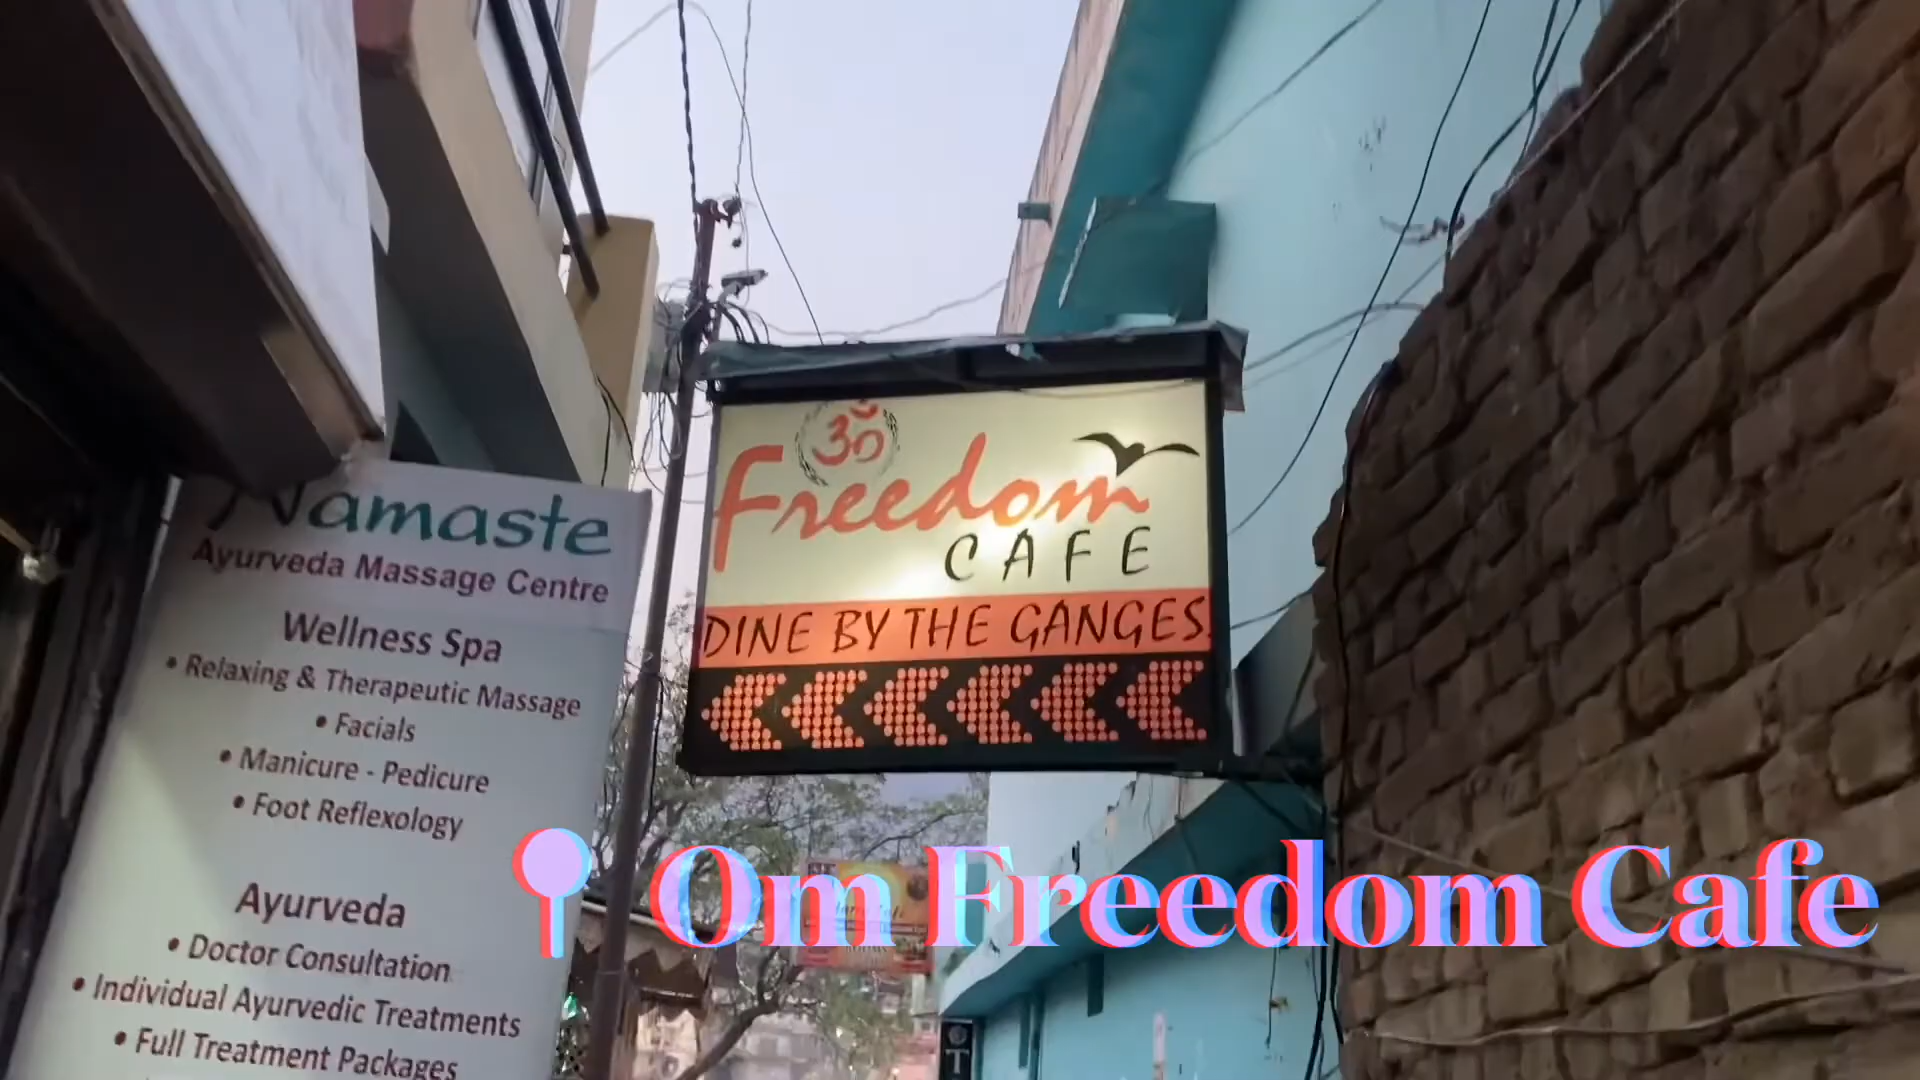 Namaste
Ayurveda Massage Centre
Wellness Spa
• Relaxing & Therapeutic Massage
• Facials
• Manicure - Pedicure
• Foot Reflexology
Ayurveda
• Doctor Consultation
• Individual Ayurvedic Treatments
• Full Treatment Packages
ॐ
Freedom
CAFE
DINE BY THE GANGES
Om Freedom Cafe
T